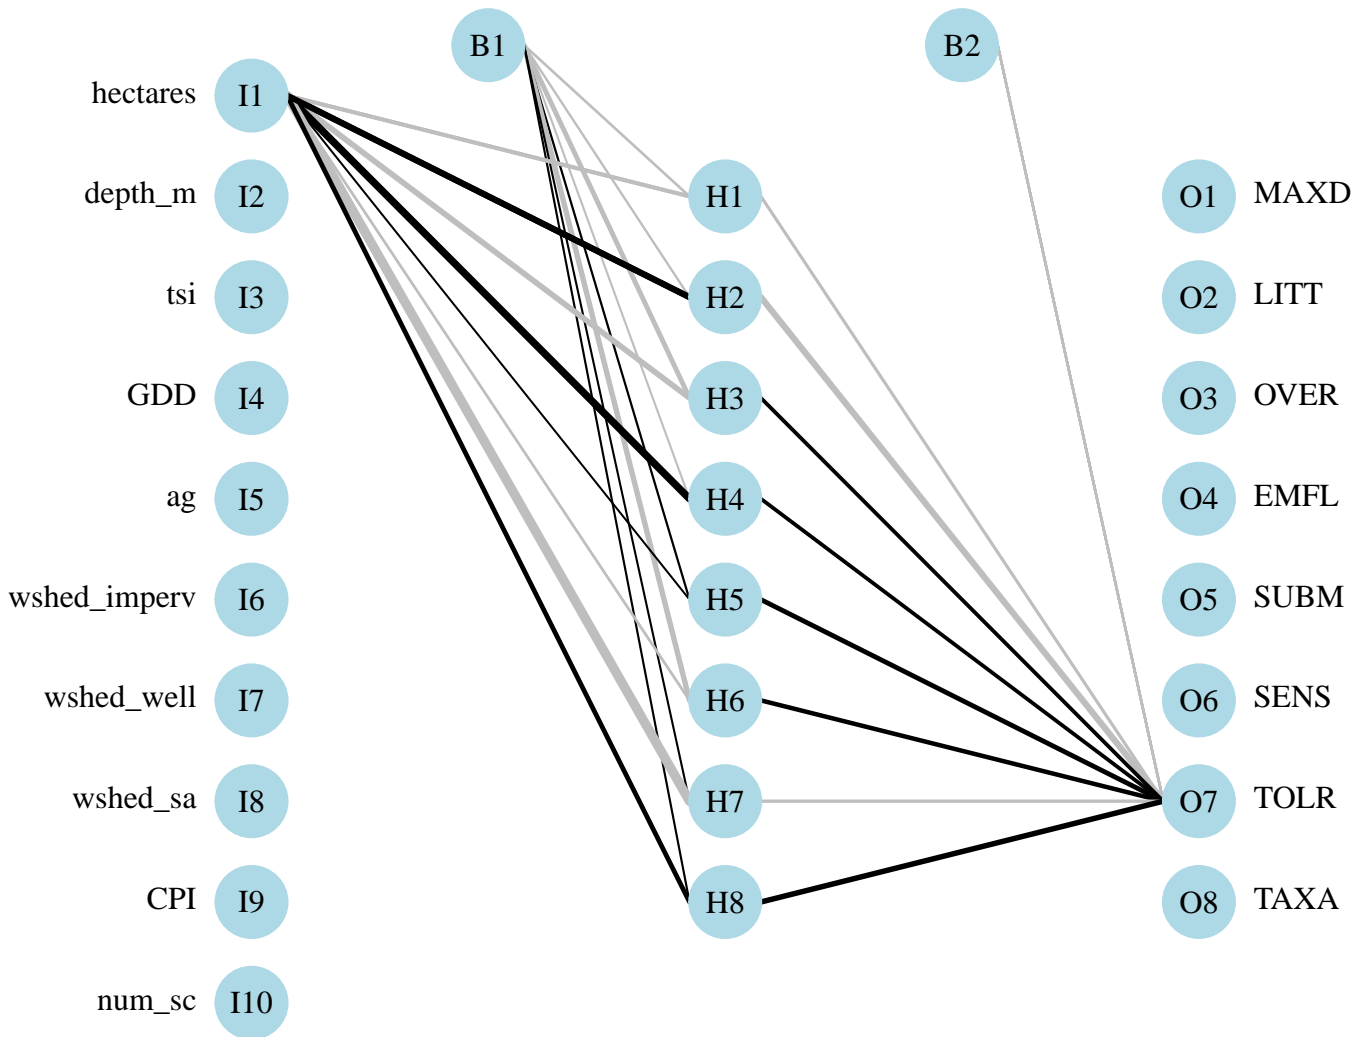 B1 B2
hectares I1
depth_m I2 H1 O1 MAXD
tsi I3 H2 O2 LITT
GDD I4 H3 O3 OVER
ag I5 H4 O4 EMFL
wshed_imperv I6 H5 O5 SUBM
wshed_well I7 H6 O6 SENS
wshed_sa I8 H7 O7 TOLR
CPI I9 H8 O8 TAXA
num_sc I10